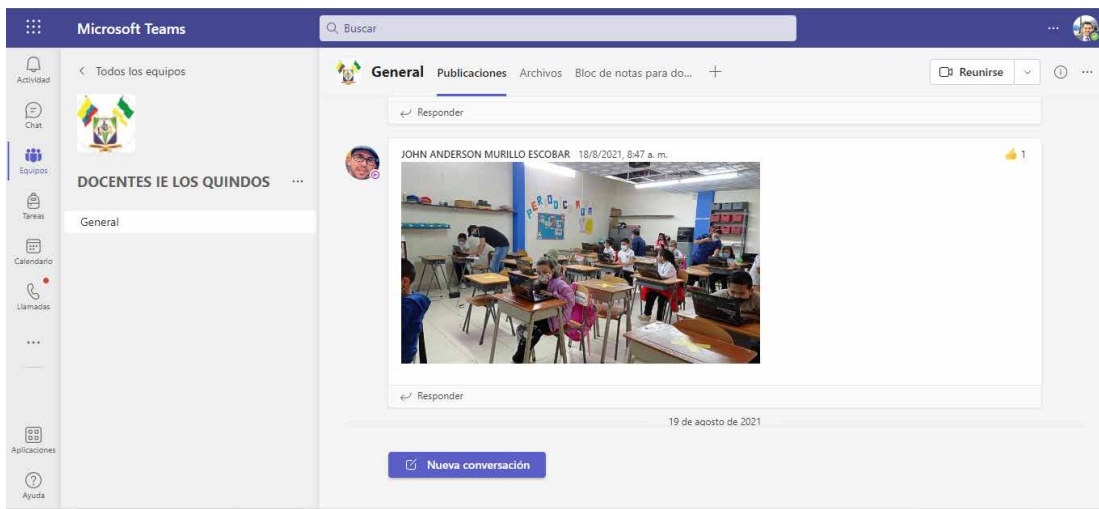 Microsoft Teams
Buscar
Actividad
Chat
Equipos
Tareas
Calendario
Llamadas
Aplicaciones
Ayuda
Todos los equipos
DOCENTES IE LOS QUINDOS
General
General Publicaciones Archivos Bloc de notas para do...
Reunirse
Responder
JOHN ANDERSON MURILLO ESCOBAR 18/8/2021, 8:47 a. m.
1
PERIODIC MUR
Responder
19 de agosto de 2021
Nueva conversación